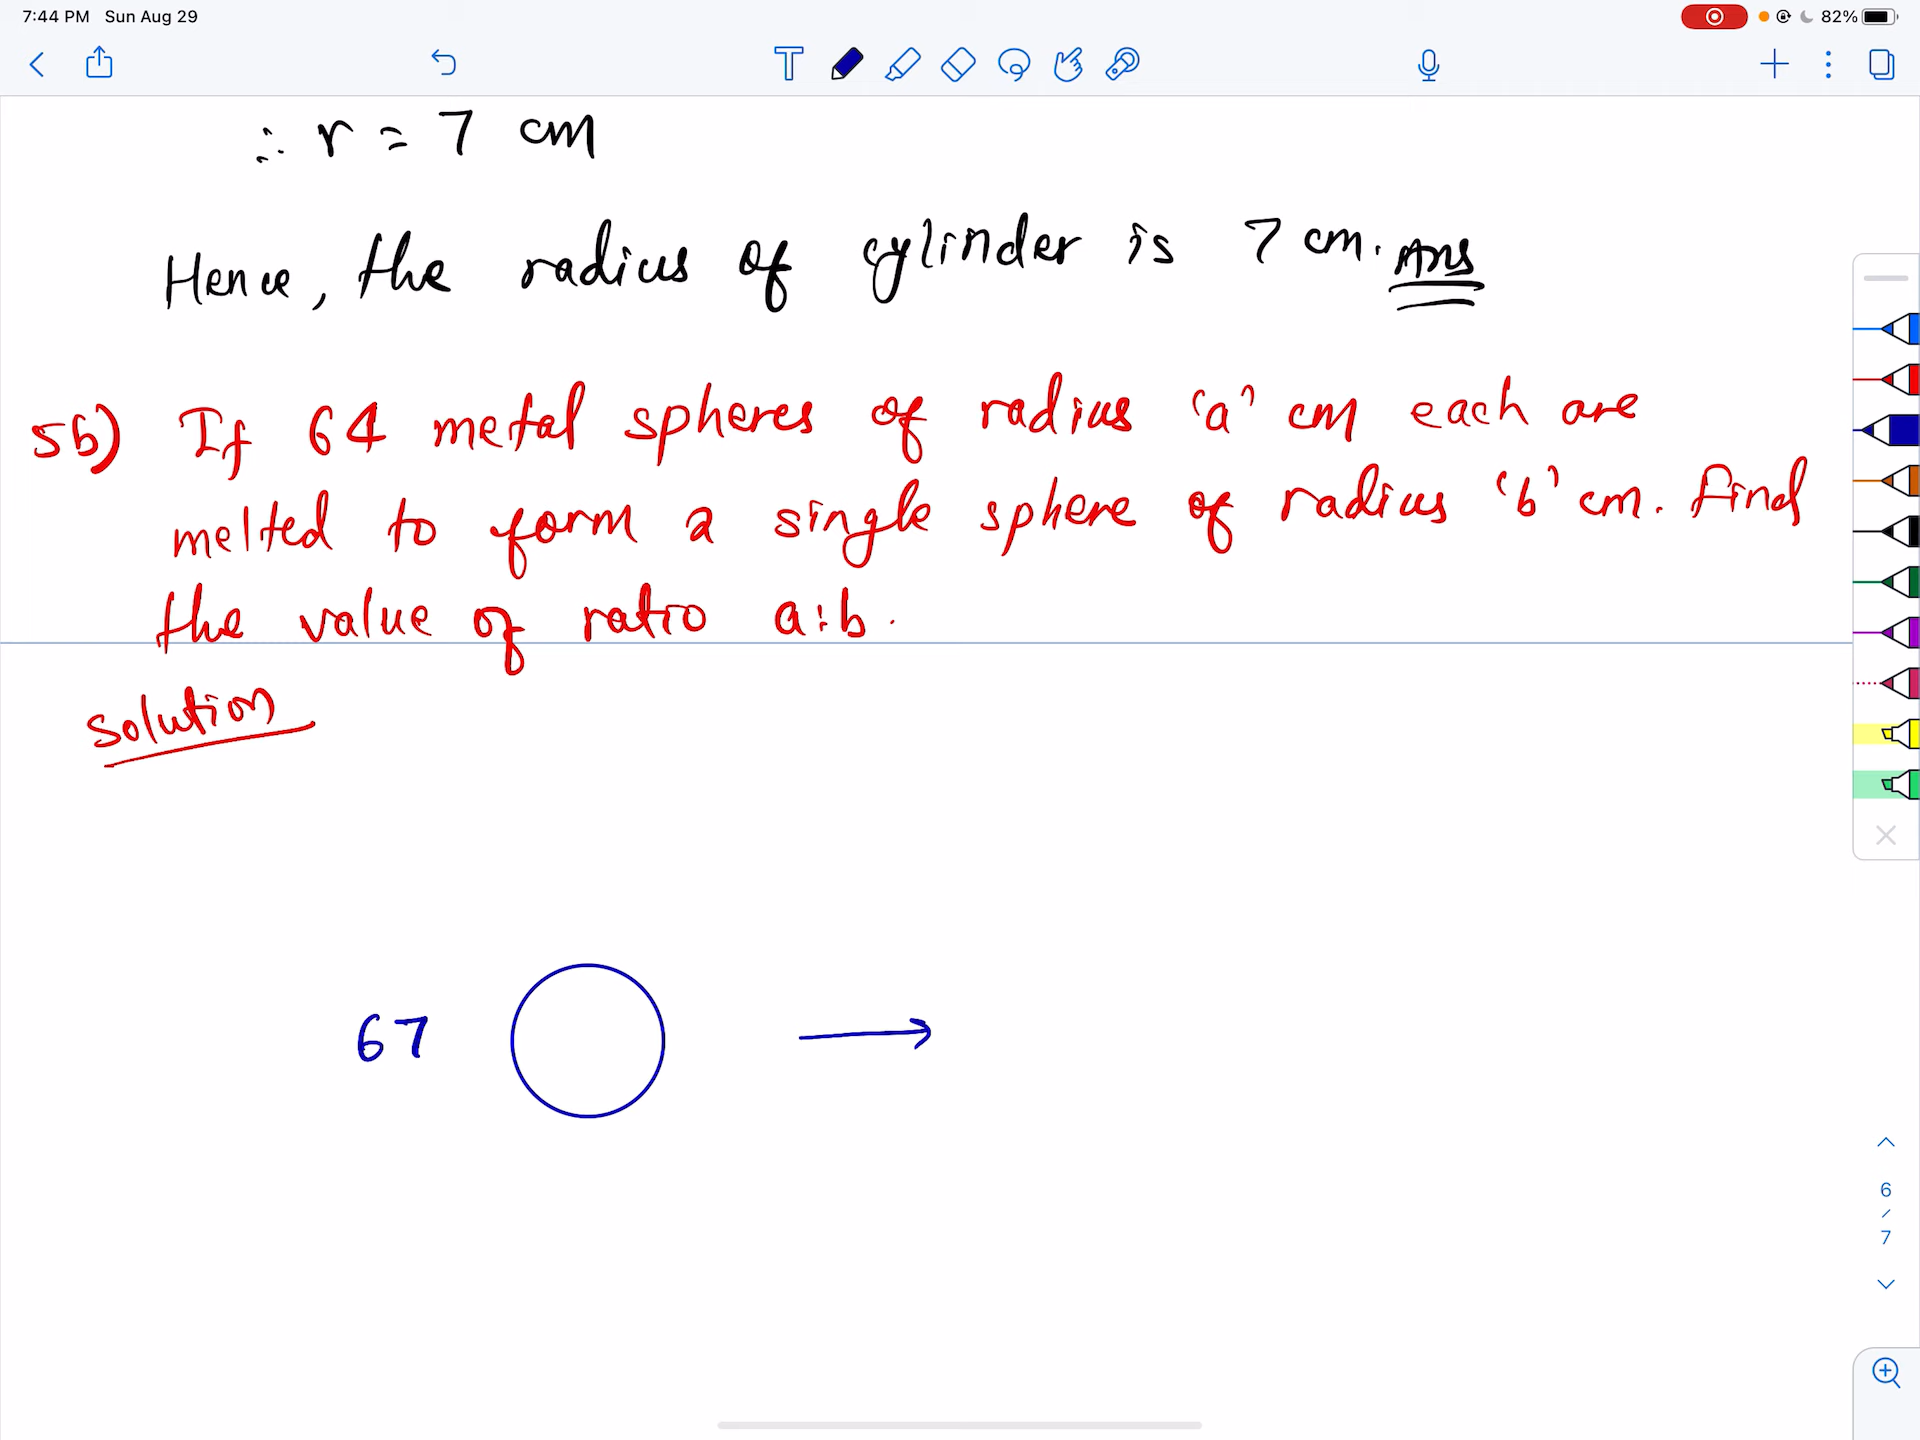 7:44 PM Sun Aug 29
82%
∴ r = 7 cm
Hence, the radius of cylinder is 7 cm. Ans
5b) If 64 metal spheres of radius 'a' cm each are
melted to form a single sphere of radius 'b' cm. find
the value of ratio a:b.
Solution
67
6
/
7